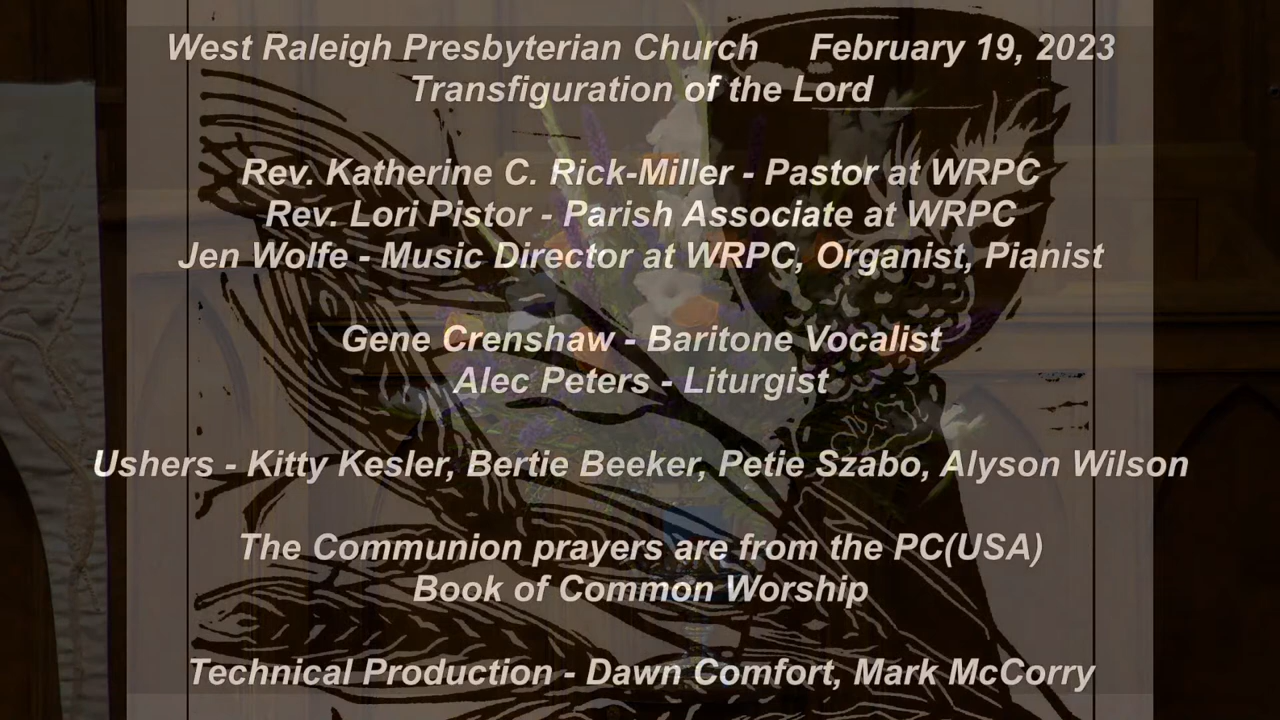 West Raleigh Presbyterian Church February 19, 2023
Transfiguration of the Lord
Rev. Katherine C. Rick-Miller - Pastor at WRPC
Rev. Lori Pistor - Parish Associate at WRPC
Jen Wolfe - Music Director at WRPC, Organist, Pianist
Gene Crenshaw - Baritone Vocalist
Alec Peters - Liturgist
Ushers - Kitty Kesler, Bertie Beeker, Petie Szabo, Alyson Wilson
The Communion prayers are from the PC(USA)
Book of Common Worship
Technical Production - Dawn Comfort, Mark McCorry